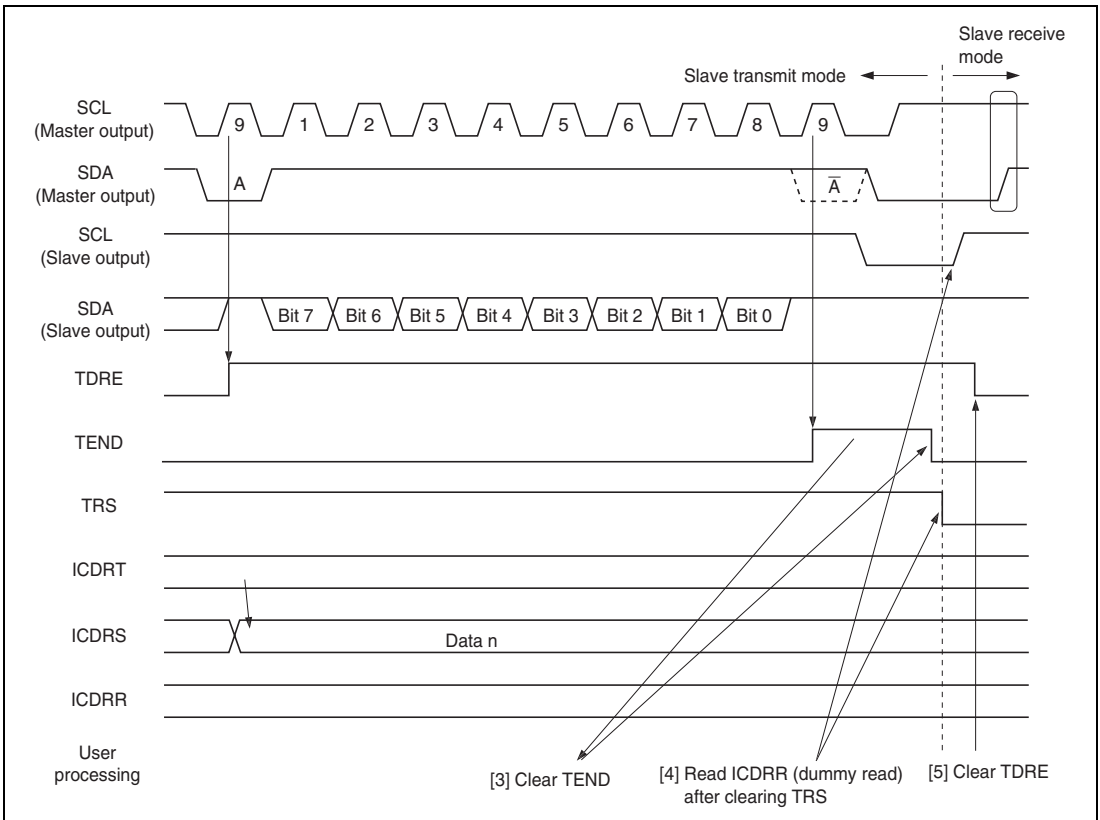 Slave receive
mode
Slave transmit mode
SCL
(Master output)
9 1 2 3 4 5 6 7 8 9
SDA
(Master output)
A A̅
SCL
(Slave output)
SDA
(Slave output)
Bit 7 Bit 6 Bit 5 Bit 4 Bit 3 Bit 2 Bit 1 Bit 0
TDRE
TEND
TRS
ICDRT
ICDRS
Data n
ICDRR
User
processing
[3] Clear TEND
[4] Read ICDRR (dummy read)
after clearing TRS
[5] Clear TDRE